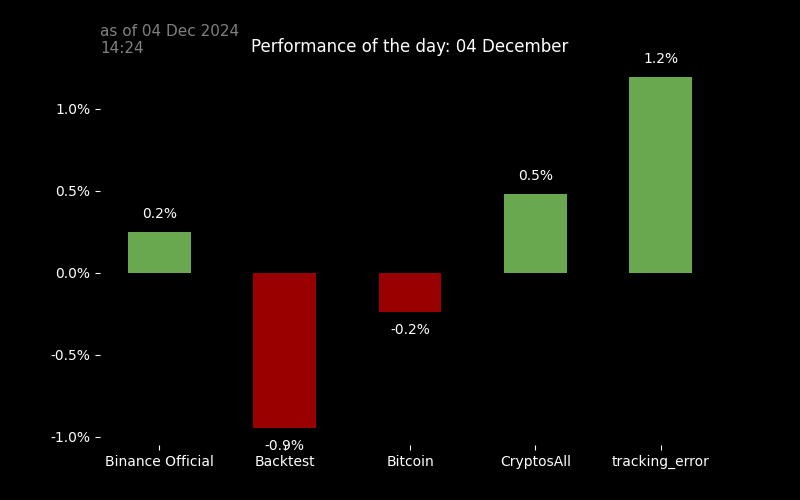 as of 04 Dec 2024
14:24
Performance of the day: 04 December
1.2%
1.0%
0.5%
0.5%
0.2%
0.0%
-0.2%
-0.5%
-1.0%
-0.9%
Binance Official
Backtest
Bitcoin
CryptosAll
tracking_error